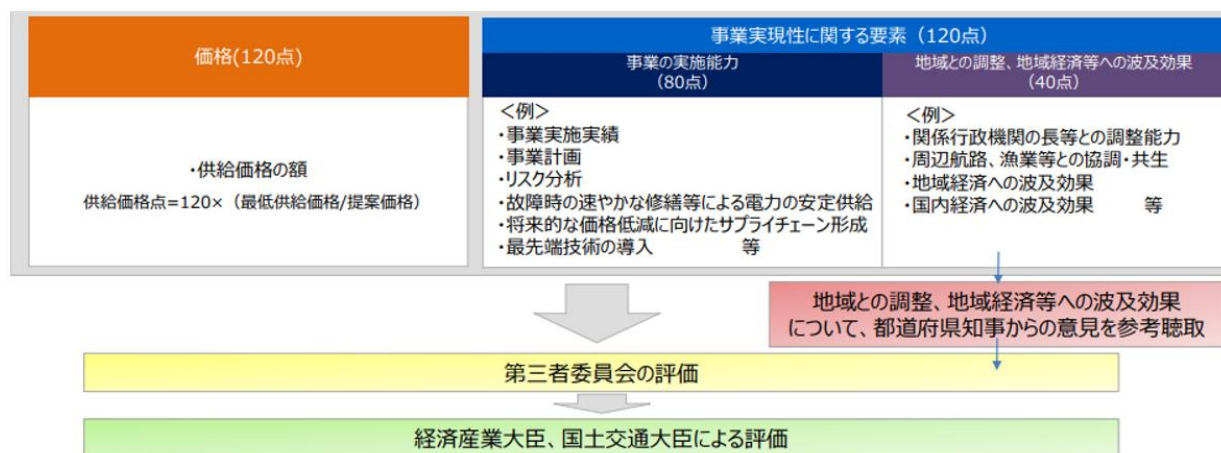 価格(120点)
・供給価格の額
供給価格点=120×（最低供給価格/提案価格）
事業実現性に関する要素（120点）
事業の実施能力
（80点）
＜例＞
・事業実施実績
・事業計画
・リスク分析
・故障時の速やかな修繕等による電力の安定供給
・将来的な価格低減に向けたサプライチェーン形成
・最先端技術の導入　　　　　等
地域との調整、地域経済等への波及効果
（40点）
＜例＞
・関係行政機関の長等との調整能力
・周辺航路、漁業等との協調・共生
・地域経済への波及効果
・国内経済への波及効果　　　等
地域との調整、地域経済等への波及効果
について、都道府県知事からの意見を参考聴取
第三者委員会の評価
経済産業大臣、国土交通大臣による評価